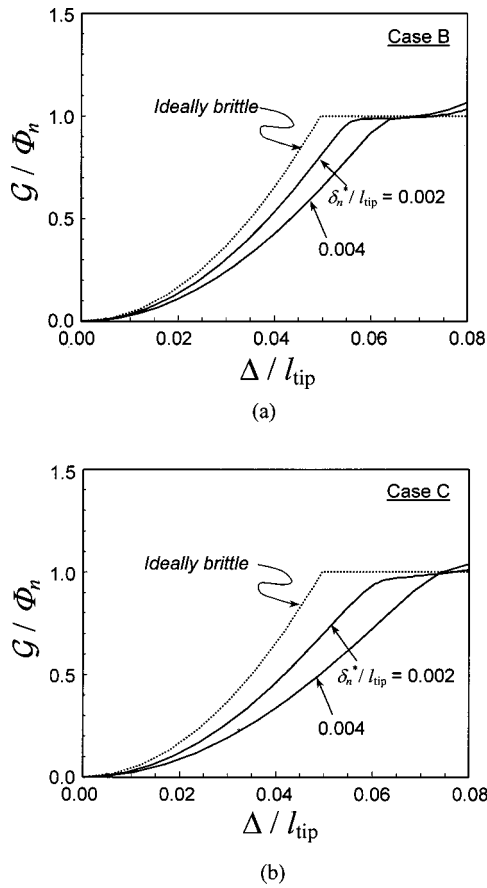 1.5
Case B
Ideally brittle
1.0
δn*/ltip = 0.002
0.5
0.004
0.0
0.00 0.02 0.04 0.06 0.08
𝒢 / Φn
Δ / ltip
(a)
1.5
Case C
Ideally brittle
1.0
δn*/ltip = 0.002
0.5
0.004
0.0
0.00 0.02 0.04 0.06 0.08
𝒢 / Φn
Δ / ltip
(b)